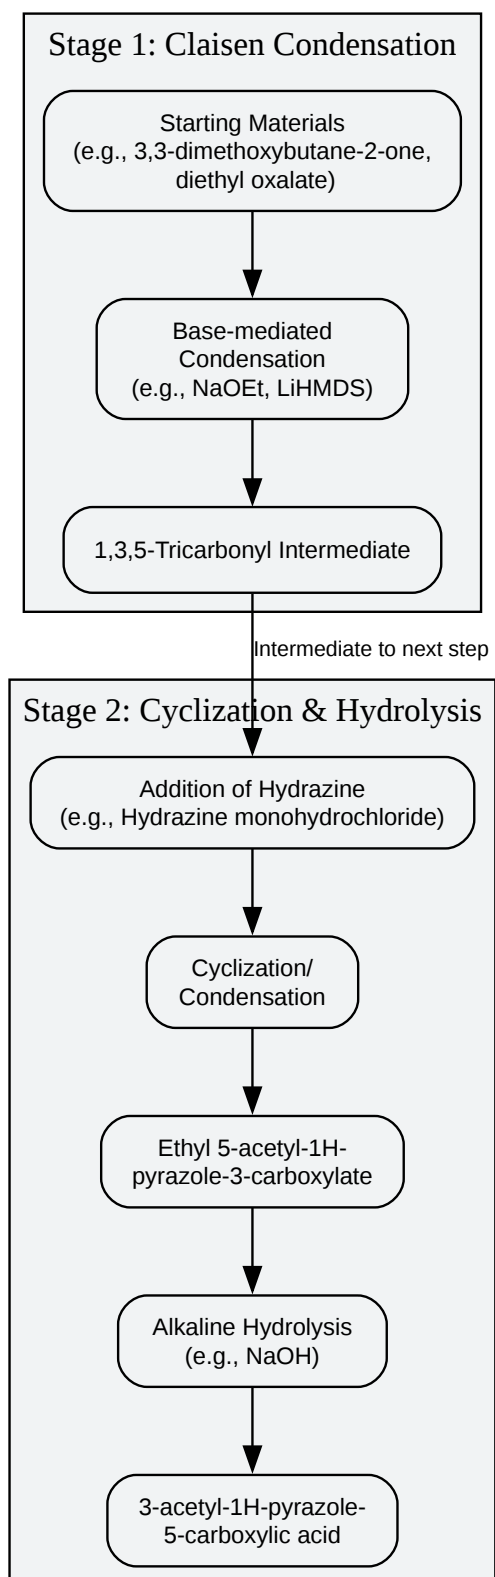 Stage 1: Claisen Condensation
Starting Materials
(e.g., 3,3-dimethoxybutane-2-one,
diethyl oxalate)
Base-mediated
Condensation
(e.g., NaOEt, LiHMDS)
1,3,5-Tricarbonyl Intermediate
Intermediate to next step
Stage 2: Cyclization & Hydrolysis
Addition of Hydrazine
(e.g., Hydrazine monohydrochloride)
Cyclization/
Condensation
Ethyl 5-acetyl-1H-
pyrazole-3-carboxylate
Alkaline Hydrolysis
(e.g., NaOH)
3-acetyl-1H-pyrazole-
5-carboxylic acid